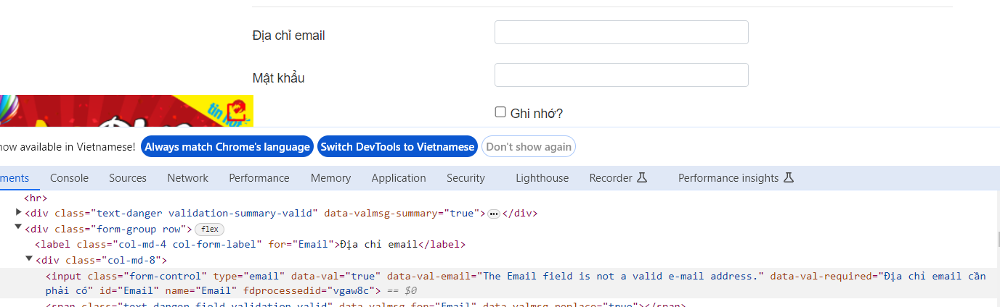 Địa chỉ email
Mật khẩu
tin học
Ghi nhớ?
now available in Vietnamese! Always match Chrome's language Switch DevTools to Vietnamese Don't show again
ments Console Sources Network Performance Memory Application Security Lighthouse Recorder Performance insights
<hr>
<div class="text-danger validation-summary-valid" data-valmsg-summary="true">…</div>
<div class="form-group row"> flex
<label class="col-md-4 col-form-label" for="Email">Địa chỉ email</label>
<div class="col-md-8">
<input class="form-control" type="email" data-val="true" data-val-email="The Email field is not a valid e-mail address." data-val-required="Địa chỉ email cần
phải có" id="Email" name="Email" fdprocessedid="vgaw8c"> == $0
<span class="text-danger field-validation-valid" data-valmsg-for="Email" data-valmsg-replace="true"></span>